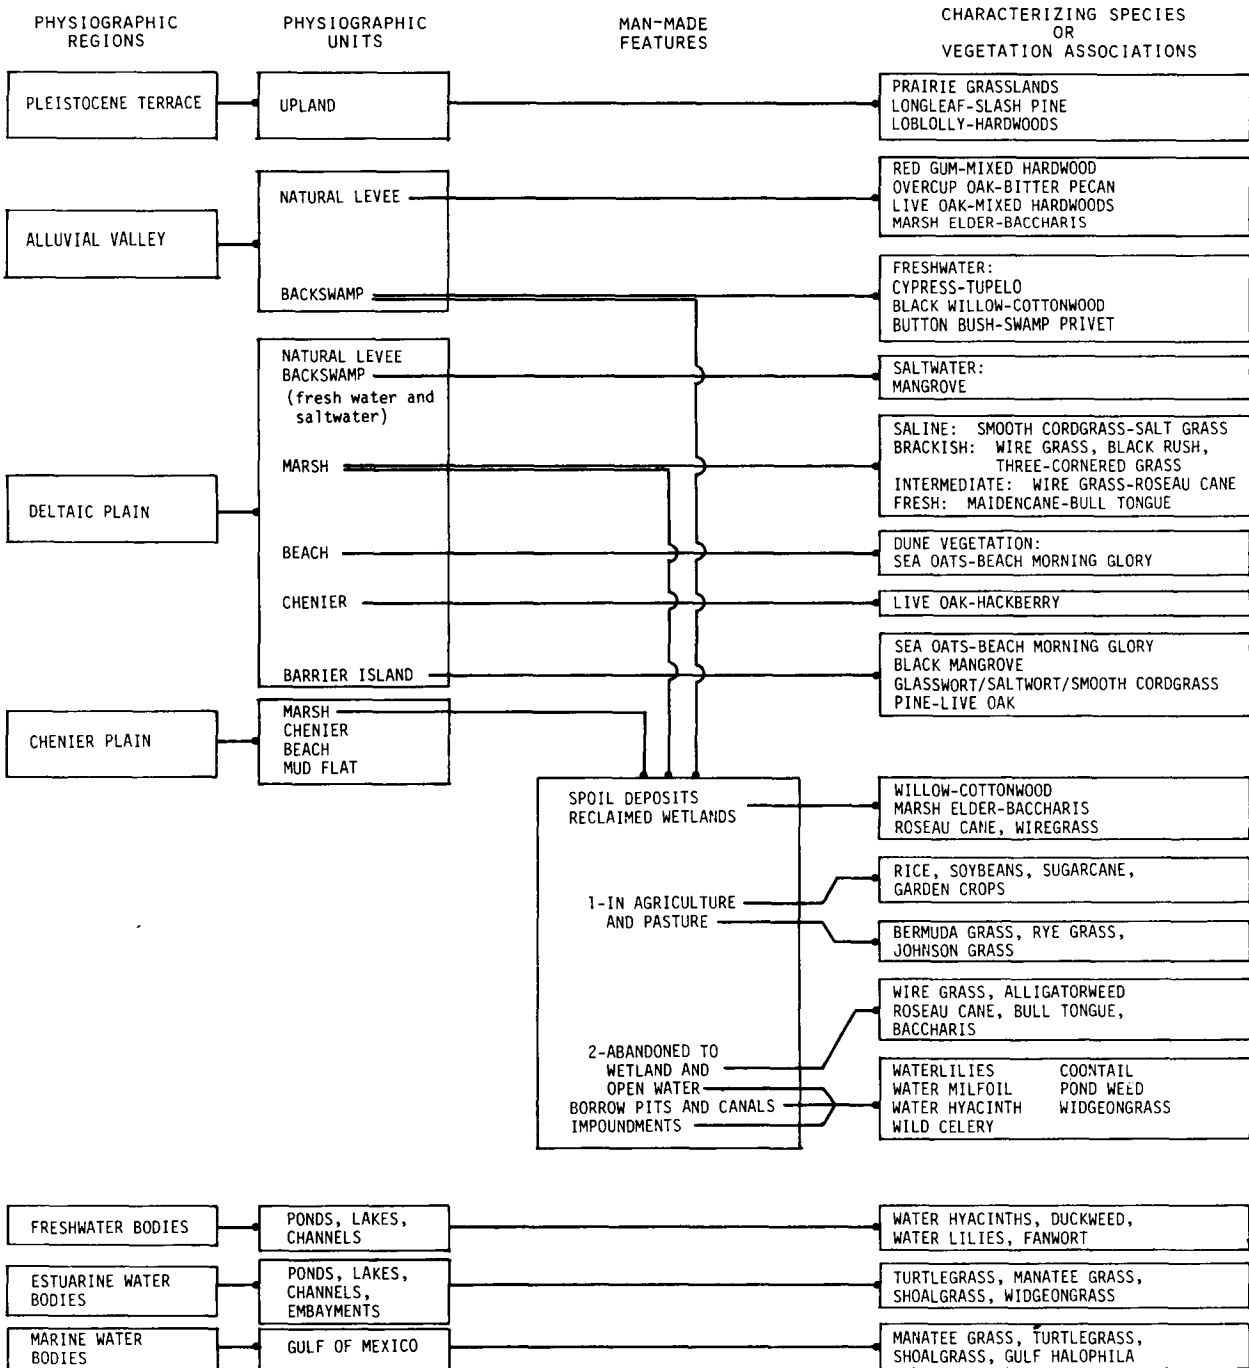 PHYSIOGRAPHIC
REGIONS
PHYSIOGRAPHIC
UNITS
MAN-MADE
FEATURES
CHARACTERIZING SPECIES
OR
VEGETATION ASSOCIATIONS
PLEISTOCENE TERRACE
UPLAND
PRAIRIE GRASSLANDS
LONGLEAF-SLASH PINE
LOBLOLLY-HARDWOODS
ALLUVIAL VALLEY
NATURAL LEVEE
RED GUM-MIXED HARDWOOD
OVERCUP OAK-BITTER PECAN
LIVE OAK-MIXED HARDWOODS
MARSH ELDER-BACCHARIS
BACKSWAMP
FRESHWATER:
CYPRESS-TUPELO
BLACK WILLOW-COTTONWOOD
BUTTON BUSH-SWAMP PRIVET
DELTAIC PLAIN
NATURAL LEVEE
BACKSWAMP
(fresh water and
saltwater)
SALTWATER:
MANGROVE
MARSH
SALINE: SMOOTH CORDGRASS-SALT GRASS
BRACKISH: WIRE GRASS, BLACK RUSH,
THREE-CORNERED GRASS
INTERMEDIATE: WIRE GRASS-ROSEAU CANE
FRESH: MAIDENCANE-BULL TONGUE
BEACH
DUNE VEGETATION:
SEA OATS-BEACH MORNING GLORY
CHENIER
LIVE OAK-HACKBERRY
BARRIER ISLAND
SEA OATS-BEACH MORNING GLORY
BLACK MANGROVE
GLASSWORT/SALTWORT/SMOOTH CORDGRASS
PINE-LIVE OAK
CHENIER PLAIN
MARSH
CHENIER
BEACH
MUD FLAT
SPOIL DEPOSITS
RECLAIMED WETLANDS
WILLOW-COTTONWOOD
MARSH ELDER-BACCHARIS
ROSEAU CANE, WIREGRASS
1-IN AGRICULTURE
AND PASTURE
RICE, SOYBEANS, SUGARCANE,
GARDEN CROPS
BERMUDA GRASS, RYE GRASS,
JOHNSON GRASS
2-ABANDONED TO
WETLAND AND
OPEN WATER
BORROW PITS AND CANALS
IMPOUNDMENTS
WIRE GRASS, ALLIGATORWEED
ROSEAU CANE, BULL TONGUE,
BACCHARIS
WATERLILIES COONTAIL
WATER MILFOIL POND WEED
WATER HYACINTH WIDGEONGRASS
WILD CELERY
FRESHWATER BODIES
PONDS, LAKES,
CHANNELS
WATER HYACINTHS, DUCKWEED,
WATER LILIES, FANWORT
ESTUARINE WATER
BODIES
PONDS, LAKES,
CHANNELS,
EMBAYMENTS
TURTLEGRASS, MANATEE GRASS,
SHOALGRASS, WIDGEONGRASS
MARINE WATER
BODIES
GULF OF MEXICO
MANATEE GRASS, TURTLEGRASS,
SHOALGRASS, GULF HALOPHILA